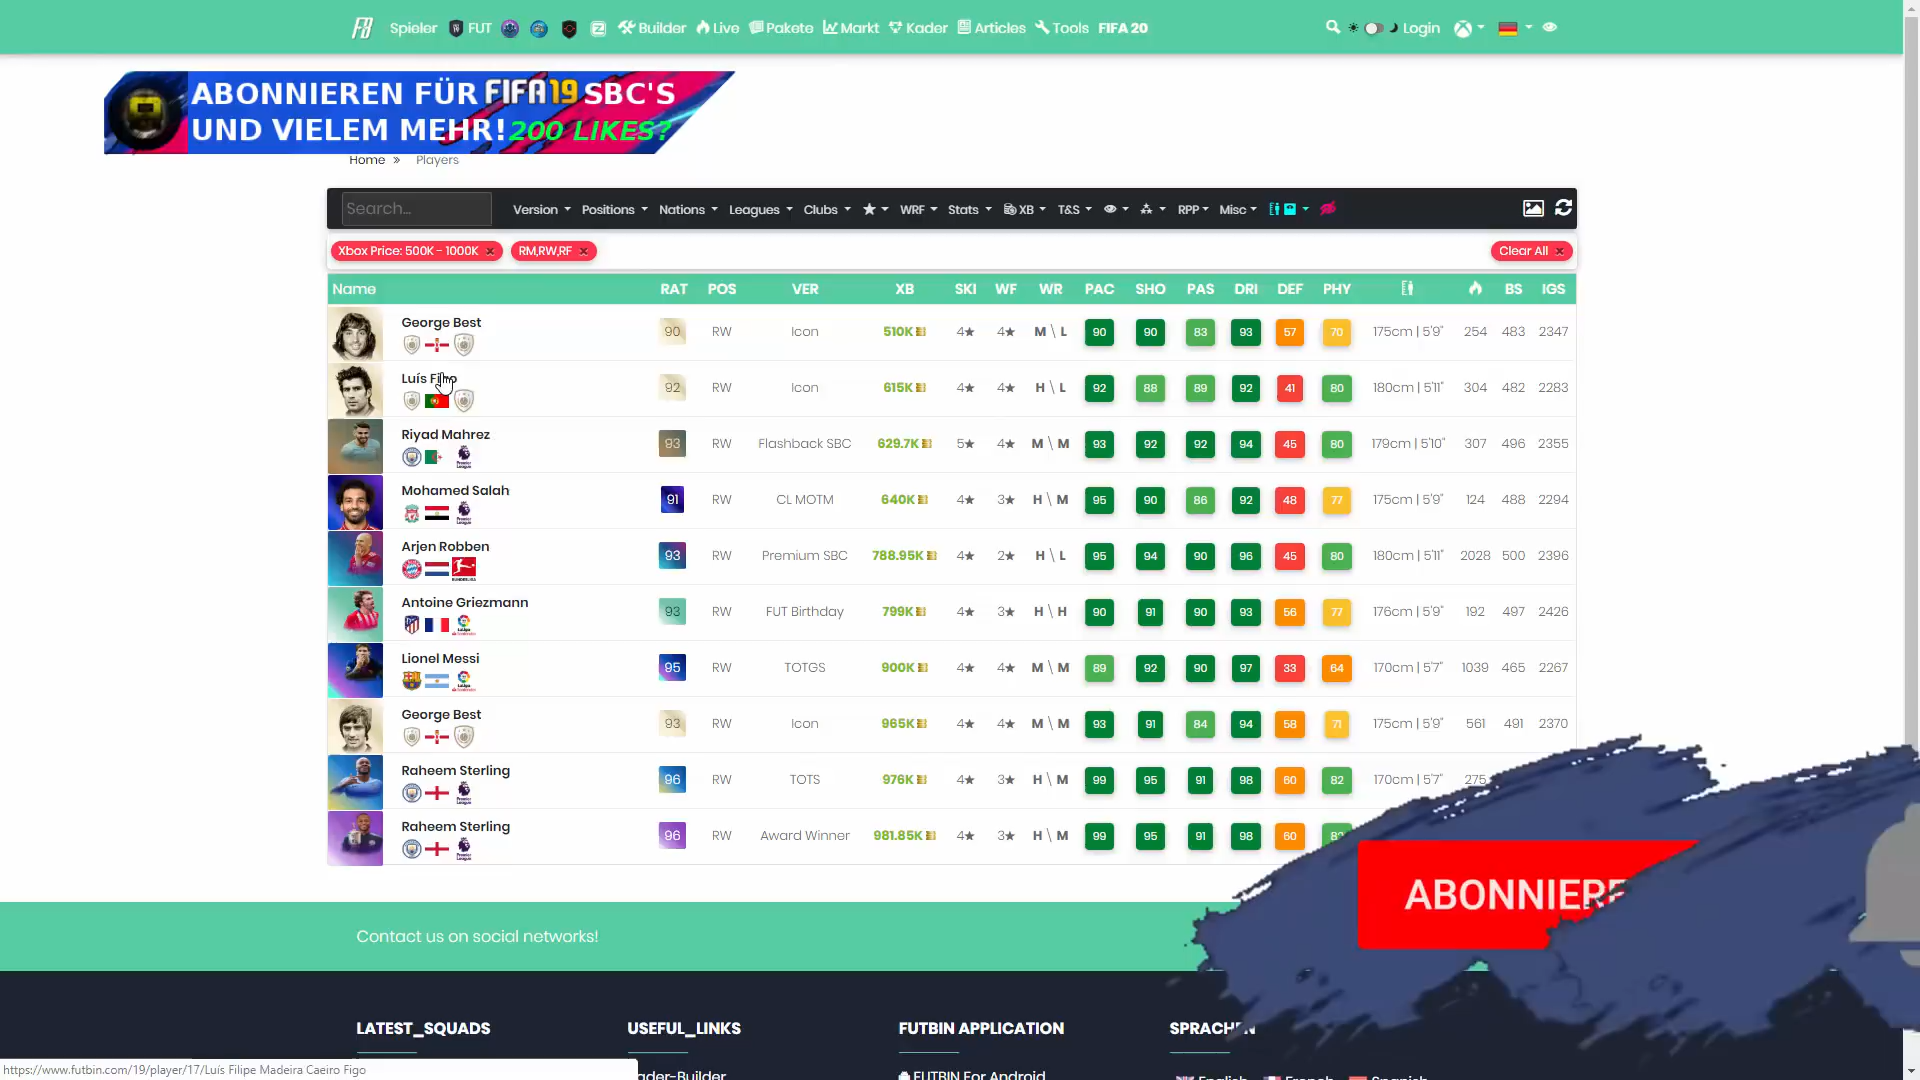 Spieler FUT Builder Live Pakete Markt Kader Articles Tools FIFA 20 Login
ABONNIEREN FÜR FIFA 19 SBC'S
UND VIELEM MEHR! 200 LIKES?
Home » Players
Search... Version Positions Nations Leagues Clubs WRF Stats XB T&S RPP Misc
Xbox Price: 500K - 1000K × RM,RW,RF × Clear All ×
Name RAT POS VER XB SKI WF WR PAC SHO PAS DRI DEF PHY BS IGS
George Best 90 RW Icon 510K 4★ 4★ M \ L 90 90 83 93 57 70 175cm | 5'9" 254 483 2347
Luís Figo 92 RW Icon 615K 4★ 4★ H \ L 92 88 89 92 41 80 180cm | 5'11" 304 482 2283
Riyad Mahrez 93 RW Flashback SBC 629.7K 5★ 4★ M \ M 93 92 92 94 45 80 179cm | 5'10" 307 496 2355
Mohamed Salah 91 RW CL MOTM 640K 4★ 3★ H \ M 95 90 86 92 48 77 175cm | 5'9" 124 488 2294
Arjen Robben 93 RW Premium SBC 788.95K 4★ 2★ H \ L 95 94 90 96 45 80 180cm | 5'11" 2028 500 2396
Antoine Griezmann 93 RW FUT Birthday 799K 4★ 3★ H \ H 90 91 90 93 56 77 176cm | 5'9" 192 497 2426
Lionel Messi 95 RW TOTGS 900K 4★ 4★ M \ M 89 92 90 97 33 64 170cm | 5'7" 1039 465 2267
George Best 93 RW Icon 965K 4★ 4★ M \ M 93 91 84 94 58 71 175cm | 5'9" 561 491 2370
Raheem Sterling 96 RW TOTS 976K 4★ 3★ H \ M 99 95 91 98 60 82 170cm | 5'7" 275
Raheem Sterling 96 RW Award Winner 981.85K 4★ 3★ H \ M 99 95 91 98 60 82
ABONNIERE
Contact us on social networks!
LATEST_SQUADS USEFUL_LINKS FUTBIN APPLICATION SPRACHEN
ader-Builder FUTBIN For Android English French Spanish
https://www.futbin.com/19/player/17/Luís Filipe Madeira Caeiro Figo